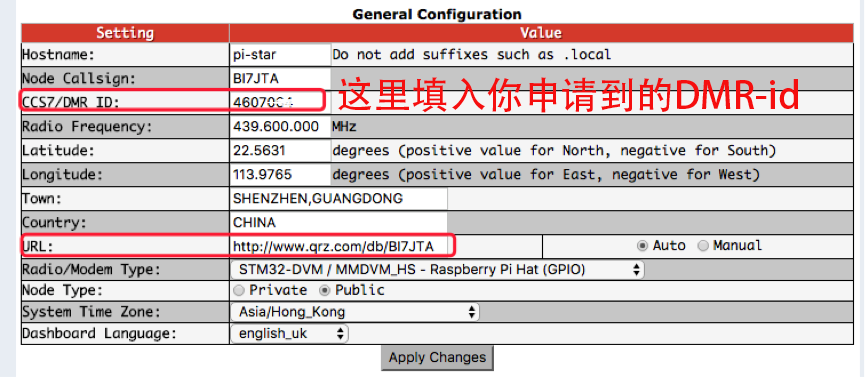 General Configuration
Setting Value
Hostname: pi-star Do not add suffixes such as .local
Node Callsign: BI7JTA
CCS7/DMR ID: 这里填入你申请到的DMR-id
Radio Frequency: 439.600.000 MHz
Latitude: 22.5631 degrees (positive value for North, negative for South)
Longitude: 113.9765 degrees (positive value for East, negative for West)
Town: SHENZHEN,GUANGDONG
Country: CHINA
URL: http://www.qrz.com/db/BI7JTA Auto Manual
Radio/Modem Type: STM32-DVM / MMDVM_HS - Raspberry Pi Hat (GPIO)
Node Type: Private Public
System Time Zone: Asia/Hong_Kong
Dashboard Language: english_uk
Apply Changes